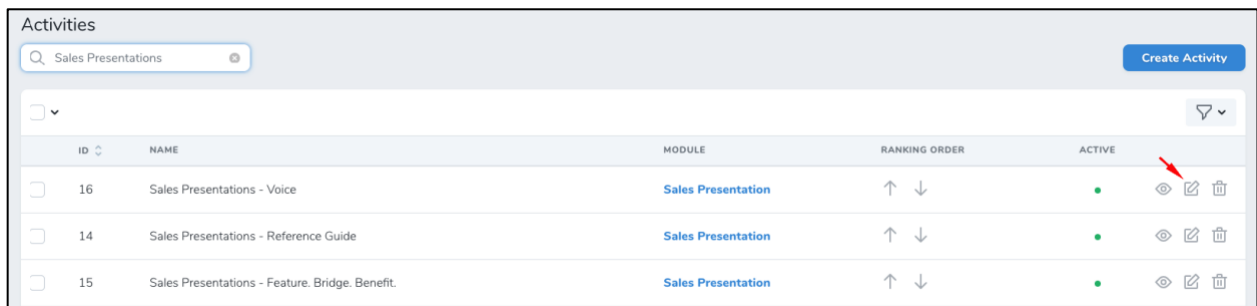 Activities
Sales Presentations
Create Activity
ID NAME MODULE RANKING ORDER ACTIVE
16 Sales Presentations - Voice Sales Presentation
14 Sales Presentations - Reference Guide Sales Presentation
15 Sales Presentations - Feature. Bridge. Benefit. Sales Presentation